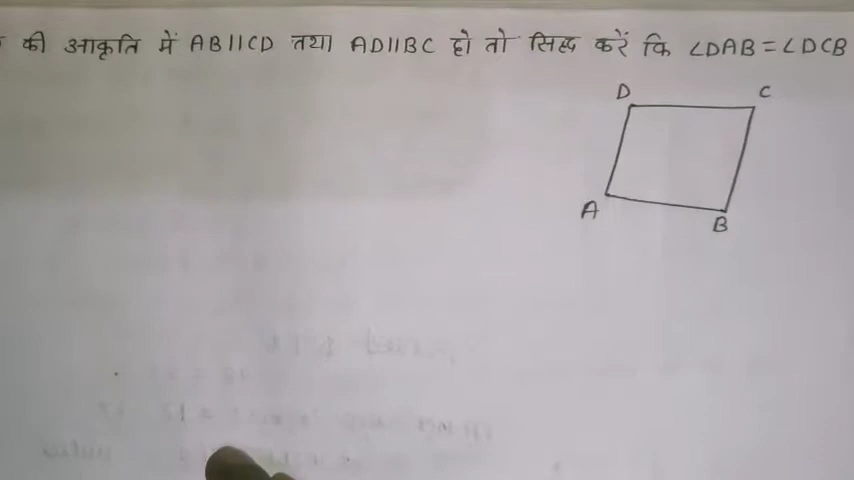 की आकृति में AB||CD तथा AD||BC हो तो सिद्ध करें कि ∠DAB=∠DCB
D C
A
B